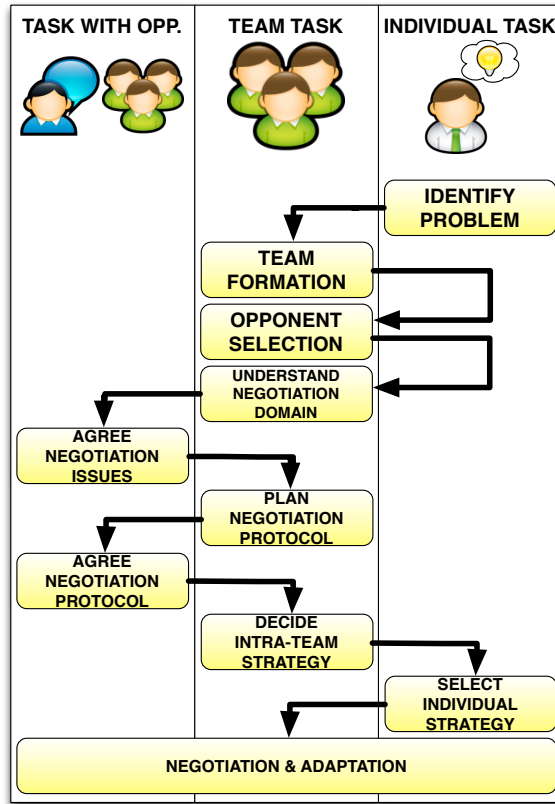 TASK WITH OPP.
TEAM TASK
INDIVIDUAL TASK
IDENTIFY
PROBLEM
TEAM
FORMATION
OPPONENT
SELECTION
UNDERSTAND
NEGOTIATION
DOMAIN
AGREE
NEGOTIATION
ISSUES
PLAN
NEGOTIATION
PROTOCOL
AGREE
NEGOTIATION
PROTOCOL
DECIDE
INTRA-TEAM
STRATEGY
SELECT
INDIVIDUAL
STRATEGY
NEGOTIATION & ADAPTATION